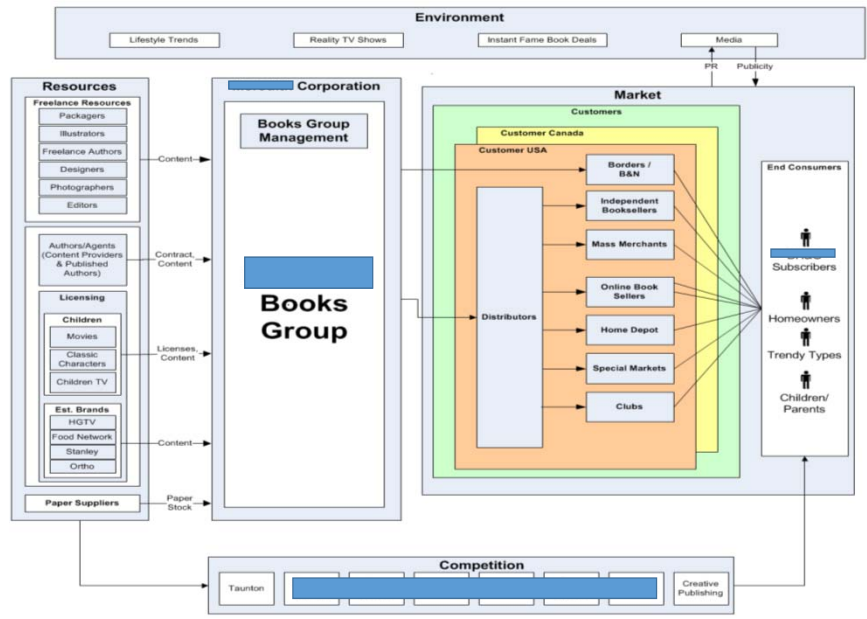 Environment
Lifestyle Trends
Reality TV Shows
Instant Fame Book Deals
Media
PR
Publicity
Resources
Freelance Resources
Packagers
Illustrators
Freelance Authors
Designers
Photographers
Editors
Content
Authors/Agents
(Content Providers
& Published
Authors)
Contract,
Content
Licensing
Children
Movies
Classic
Characters
Children TV
Licenses,
Content
Est. Brands
HGTV
Food Network
Stanley
Ortho
Content
Paper Suppliers
Paper
Stock
Corporation
Books Group
Management
Books
Group
Market
Customers
Customer Canada
Customer USA
Distributors
Borders /
B&N
Independent
Booksellers
Mass Merchants
Online Book
Sellers
Home Depot
Special Markets
Clubs
End Consumers
Subscribers
Homeowners
Trendy Types
Children/
Parents
Competition
Taunton
Creative
Publishing